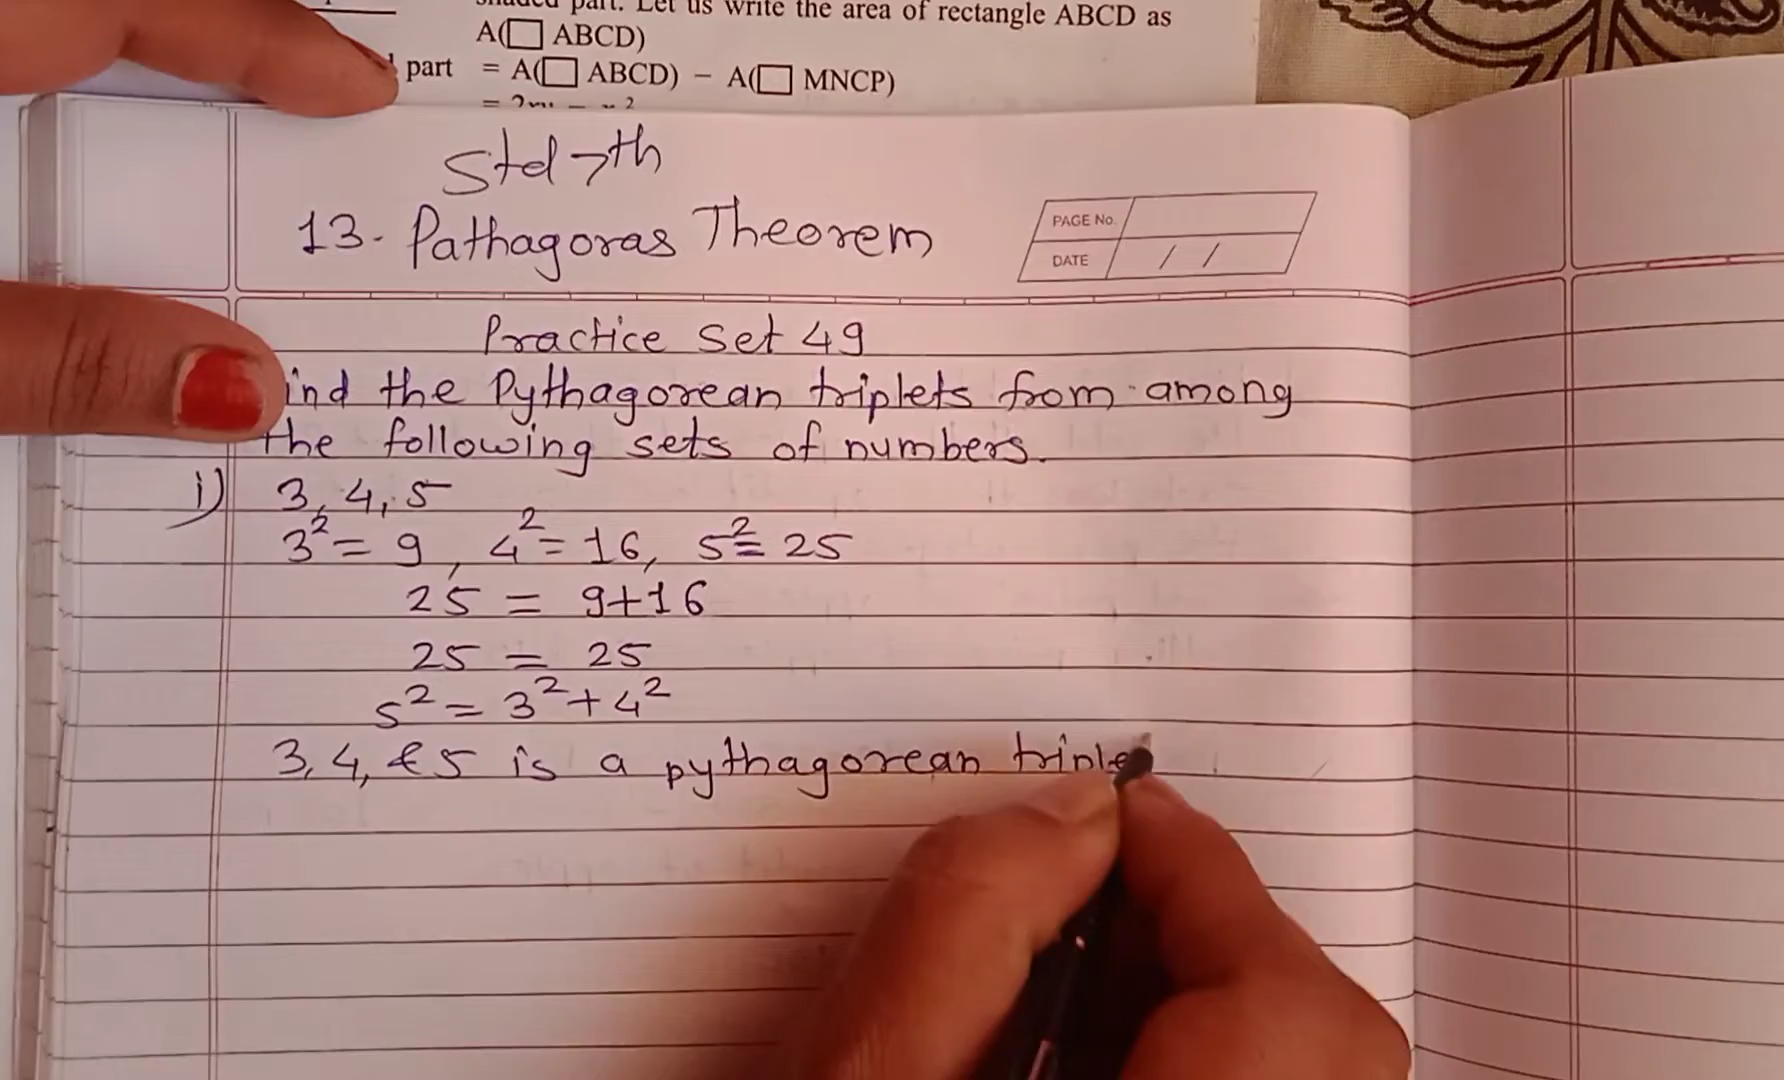 shaded part. Let us write the area of rectangle ABCD as
A(□ ABCD)
part = A(□ ABCD) − A(□ MNCP)
Std 7th
13. Pathagoras Theorem
PAGE No.
DATE / /
Practice Set 49
ind the Pythagorean triplets from among
the following sets of numbers.
i) 3, 4, 5
3² = 9, 4² = 16, 5² = 25
25 = 9+16
25 = 25
5² = 3² + 4²
3, 4, & 5 is a pythagorean triple